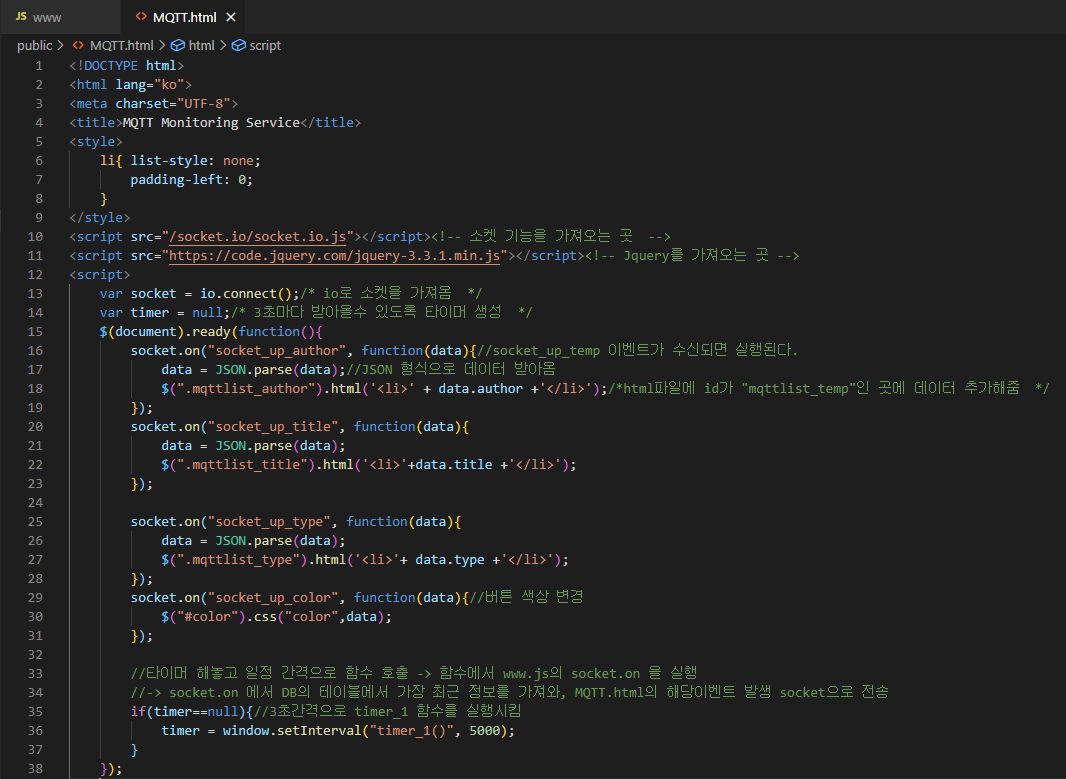 JS www
<> MQTT.html ×
public > <> MQTT.html > html > script
1 <!DOCTYPE html>
2 <html lang="ko">
3 <meta charset="UTF-8">
4 <title>MQTT Monitoring Service</title>
5 <style>
6 li{ list-style: none;
7 padding-left: 0;
8 }
9 </style>
10 <script src="/socket.io/socket.io.js"></script><!-- 소켓 기능을 가져오는 곳  -->
11 <script src="https://code.jquery.com/jquery-3.3.1.min.js"></script><!-- Jquery를 가져오는 곳 -->
12 <script>
13 var socket = io.connect();/* io로 소켓을 가져옴  */
14 var timer = null;/* 3초마다 받아올수 있도록 타이머 생성  */
15 $(document).ready(function(){
16 socket.on("socket_up_author", function(data){//socket_up_temp 이벤트가 수신되면 실행된다.
17 data = JSON.parse(data);//JSON 형식으로 데이터 받아옴
18 $(".mqttlist_author").html('<li>' + data.author +'</li>');/*html파일에 id가 "mqttlist_temp"인 곳에 데이터 추가해줌  */
19 });
20 socket.on("socket_up_title", function(data){
21 data = JSON.parse(data);
22 $(".mqttlist_title").html('<li>'+data.title +'</li>');
23 });
24
25 socket.on("socket_up_type", function(data){
26 data = JSON.parse(data);
27 $(".mqttlist_type").html('<li>'+ data.type +'</li>');
28 });
29 socket.on("socket_up_color", function(data){//버튼 색상 변경
30 $("#color").css("color",data);
31 });
32
33 //타이머 해놓고 일정 간격으로 함수 호출 -> 함수에서 www.js의 socket.on 을 실행
34 //-> socket.on 에서 DB의 테이블에서 가장 최근 정보를 가져와, MQTT.html의 해당이벤트 발생 socket으로 전송
35 if(timer==null){//3초간격으로 timer_1 함수를 실행시킴
36 timer = window.setInterval("timer_1()", 5000);
37 }
38 });